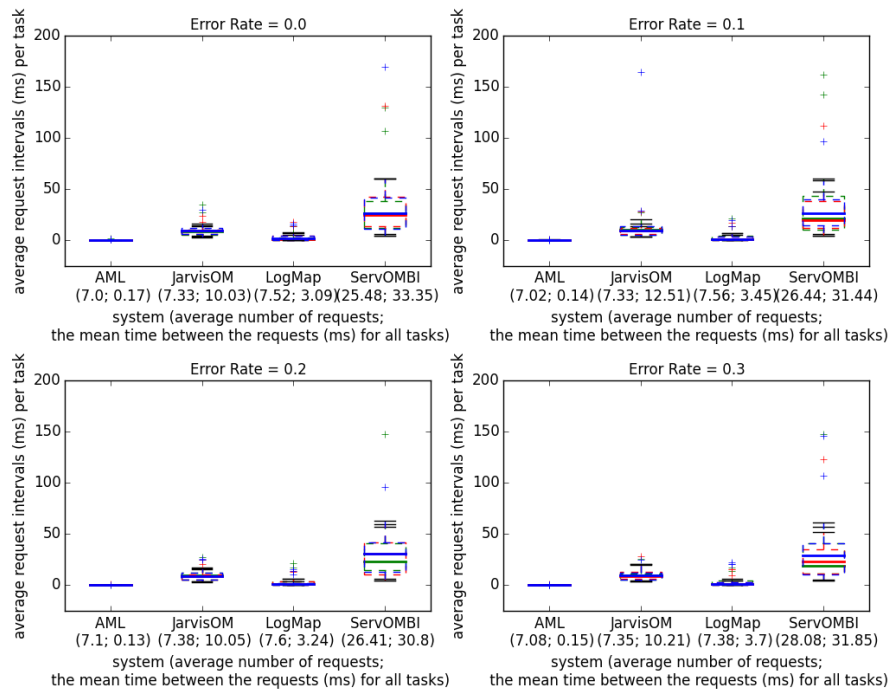 Error Rate = 0.0
average request intervals (ms) per task
200
150
100
50
0
AML JarvisOM LogMap ServOMBI
(7.0; 0.17) (7.33; 10.03) (7.52; 3.09) (25.48; 33.35)
system (average number of requests;
the mean time between the requests (ms) for all tasks)
Error Rate = 0.1
average request intervals (ms) per task
200
150
100
50
0
AML JarvisOM LogMap ServOMBI
(7.02; 0.14) (7.33; 12.51) (7.56; 3.45) (26.44; 31.44)
system (average number of requests;
the mean time between the requests (ms) for all tasks)
Error Rate = 0.2
average request intervals (ms) per task
200
150
100
50
0
AML JarvisOM LogMap ServOMBI
(7.1; 0.13) (7.38; 10.05) (7.6; 3.24) (26.41; 30.8)
system (average number of requests;
the mean time between the requests (ms) for all tasks)
Error Rate = 0.3
average request intervals (ms) per task
200
150
100
50
0
AML JarvisOM LogMap ServOMBI
(7.08; 0.15) (7.35; 10.21) (7.38; 3.7) (28.08; 31.85)
system (average number of requests;
the mean time between the requests (ms) for all tasks)